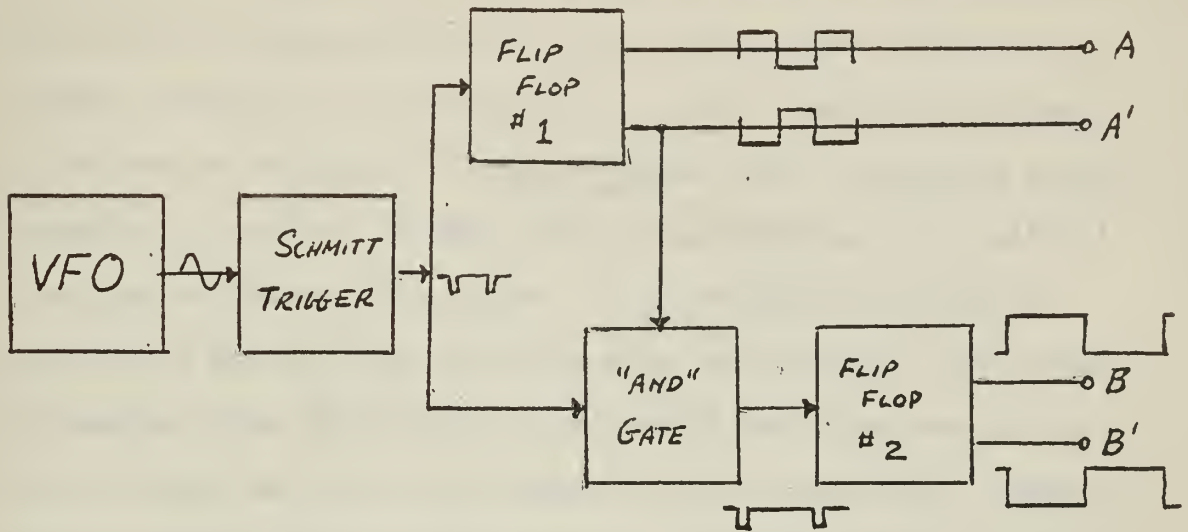 FLIP
FLOP
# 1
A
A'
VFO
SCHMITT
TRIGGER
"AND"
GATE
FLIP
FLOP
# 2
B
B'